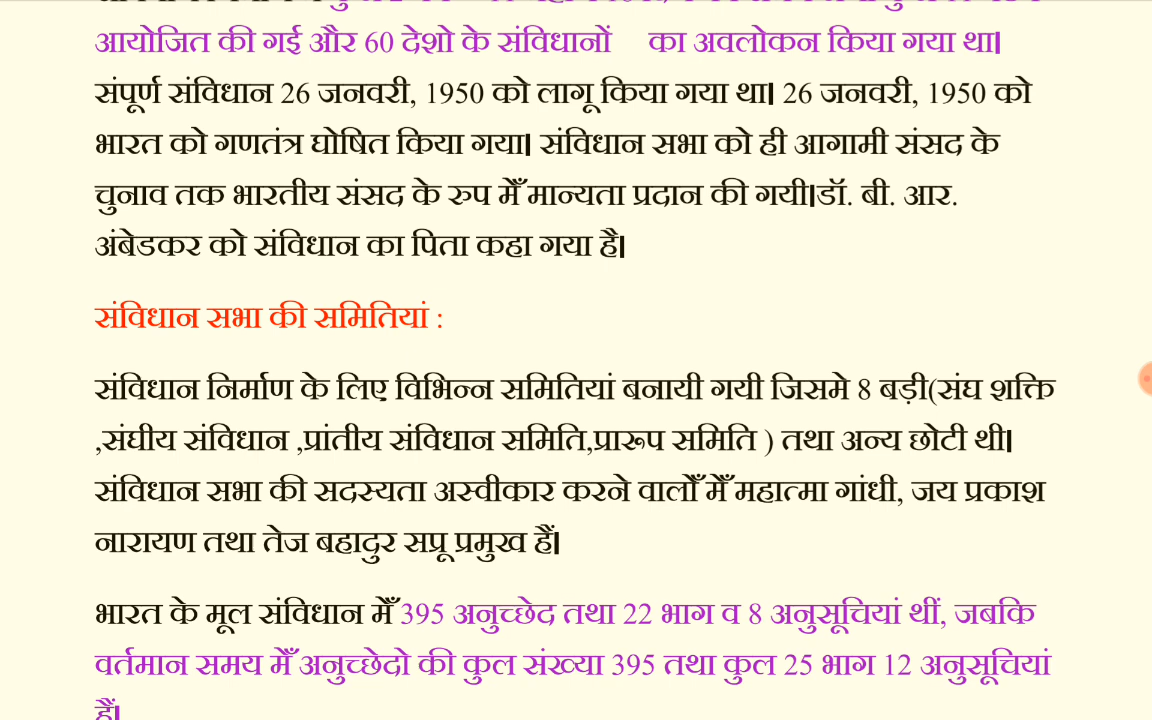 आयोजित की गई और 60 देशो के संविधानों का अवलोकन किया गया था।
संपूर्ण संविधान 26 जनवरी, 1950 को लागू किया गया था। 26 जनवरी, 1950 को
भारत को गणतंत्र घोषित किया गया। संविधान सभा को ही आगामी संसद के
चुनाव तक भारतीय संसद के रुप मेँ मान्यता प्रदान की गयी।डॉ. बी. आर.
अंबेडकर को संविधान का पिता कहा गया है।
संविधान सभा की समितियां :
संविधान निर्माण के लिए विभिन्न समितियां बनायी गयी जिसमे 8 बड़ी(संघ शक्ति
,संघीय संविधान ,प्रांतीय संविधान समिति,प्रारूप समिति ) तथा अन्य छोटी थी।
संविधान सभा की सदस्यता अस्वीकार करने वालोँ मेँ महात्मा गांधी, जय प्रकाश
नारायण तथा तेज बहादुर सप्रू प्रमुख हैं।
भारत के मूल संविधान मेँ 395 अनुच्छेद तथा 22 भाग व 8 अनुसूचियां थीं, जबकि
वर्तमान समय मेँ अनुच्छेदो की कुल संख्या 395 तथा कुल 25 भाग 12 अनुसूचियां
हैं।